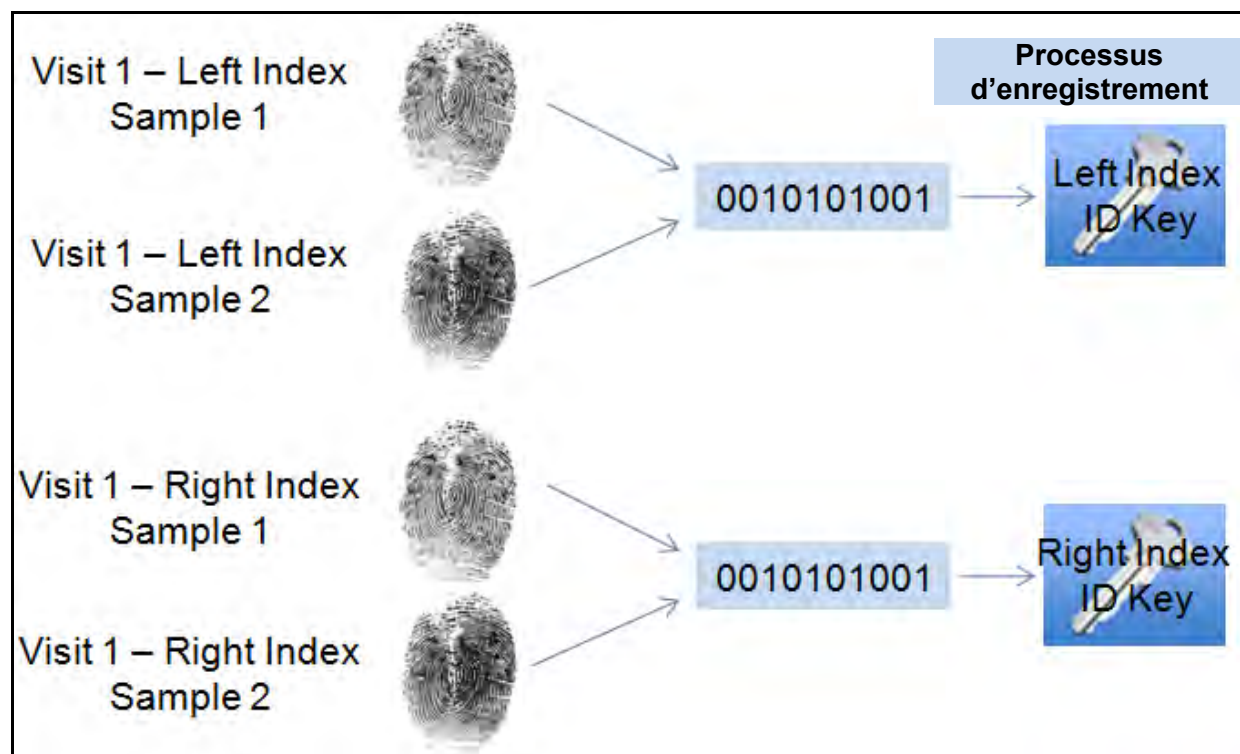 Processus
d'enregistrement
Visit 1 – Left Index
Sample 1
Visit 1 – Left Index
Sample 2
0010101001
Left Index
ID Key
Visit 1 – Right Index
Sample 1
Visit 1 – Right Index
Sample 2
0010101001
Right Index
ID Key